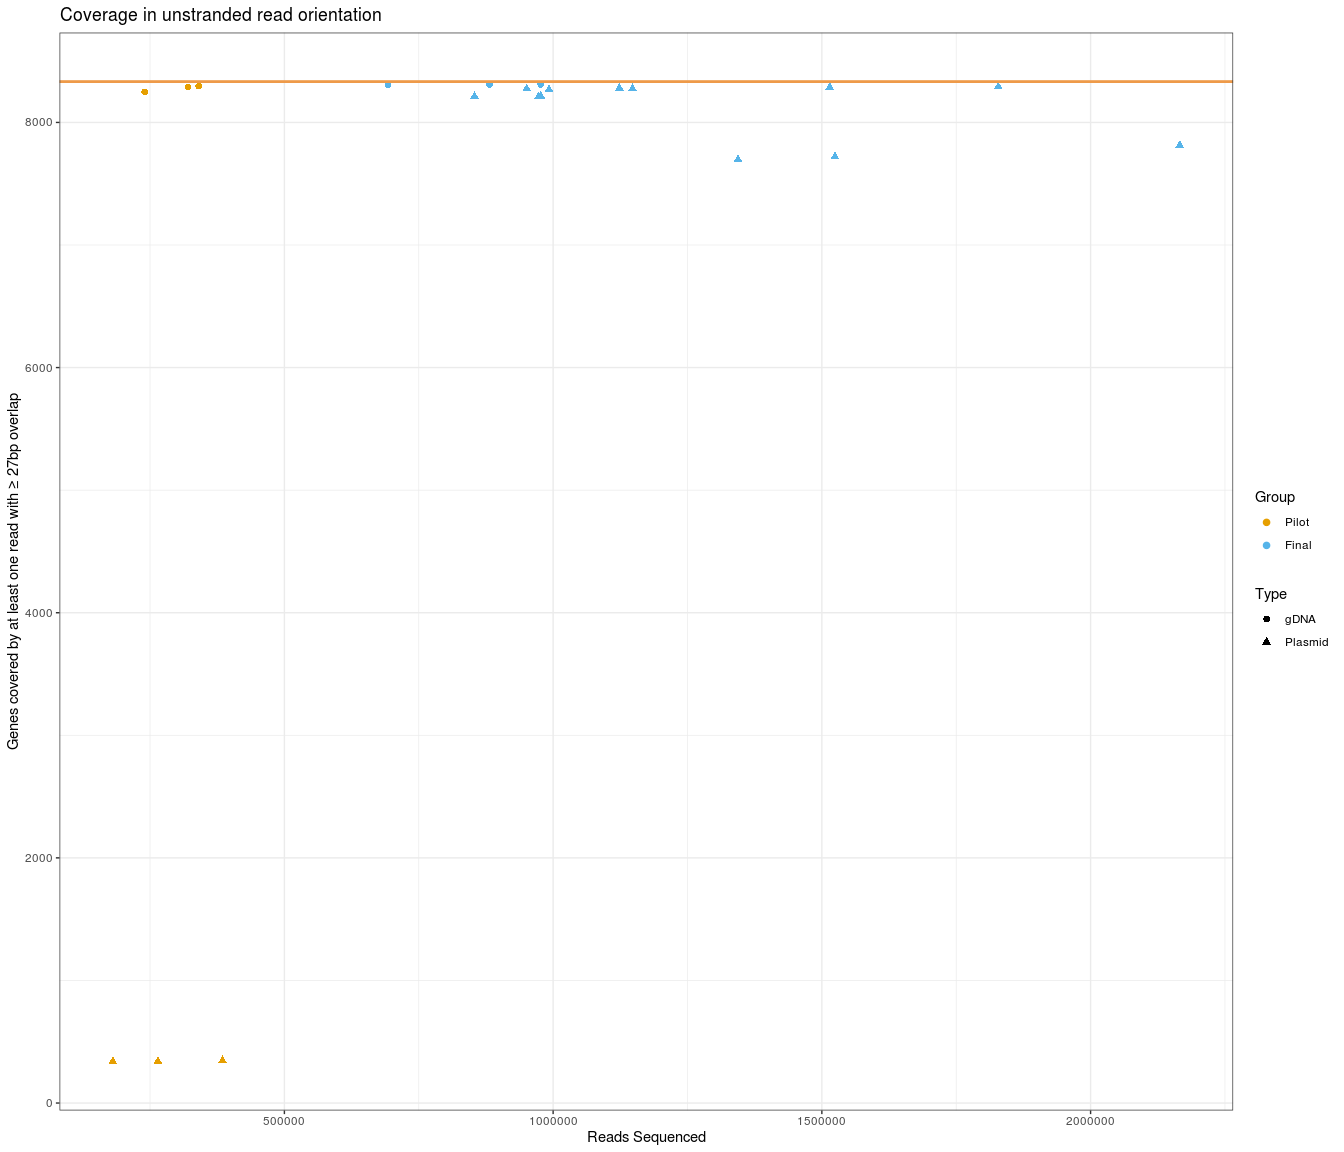 Coverage in unstranded read orientation
Genes covered by at least one read with ≥ 27bp overlap
8000
6000
4000
2000
0
500000
1000000
1500000
2000000
Reads Sequenced
Group
Pilot
Final
Type
gDNA
Plasmid